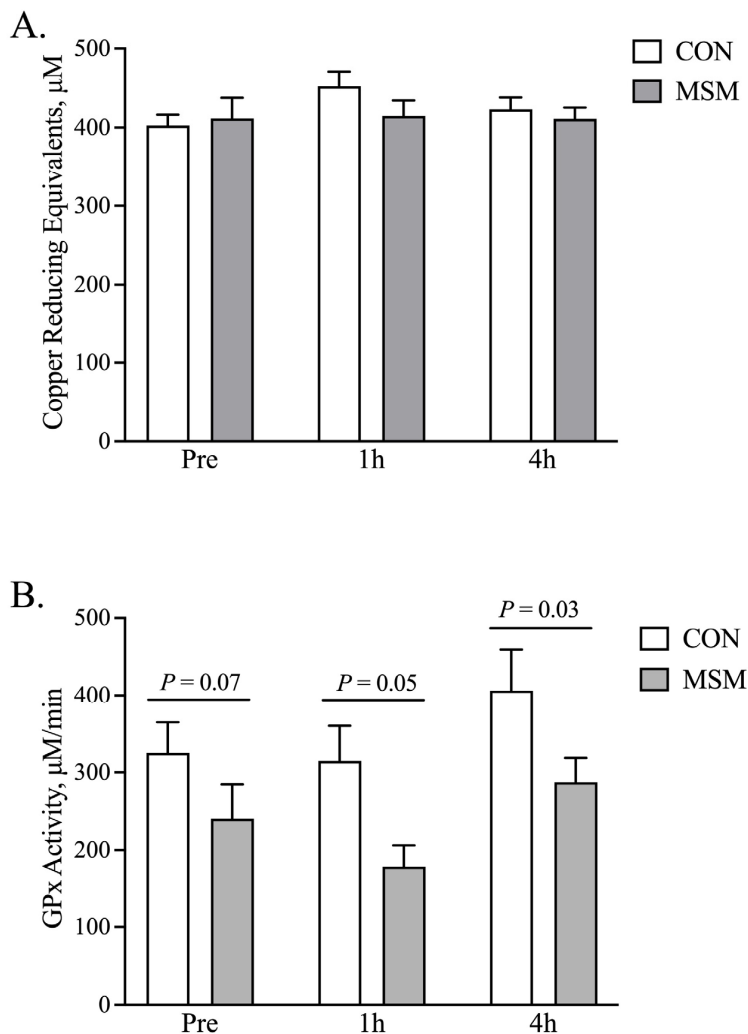 A.
Copper Reducing Equivalents, μM
500
400
300
200
100
0
Pre 1h 4h
CON
MSM
B.
GPx Activity, μM/min
500
400
300
200
100
0
P = 0.07
P = 0.05
P = 0.03
Pre 1h 4h
CON
MSM